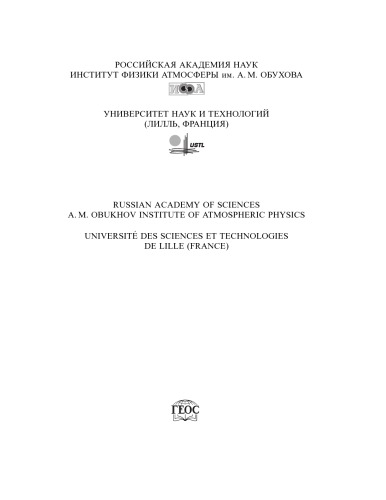 РОССИЙСКАЯ АКАДЕМИЯ НАУК
ИНСТИТУТ ФИЗИКИ АТМОСФЕРЫ им. А. М. ОБУХОВА
ИФА
УНИВЕРСИТЕТ НАУК И ТЕХНОЛОГИЙ
(ЛИЛЛЬ, ФРАНЦИЯ)
USTL
RUSSIAN ACADEMY OF SCIENCES
A. M. OBUKHOV INSTITUTE OF ATMOSPHERIC PHYSICS
UNIVERSITÉ DES SCIENCES ET TECHNOLOGIES
DE LILLE (FRANCE)
ГЕОС